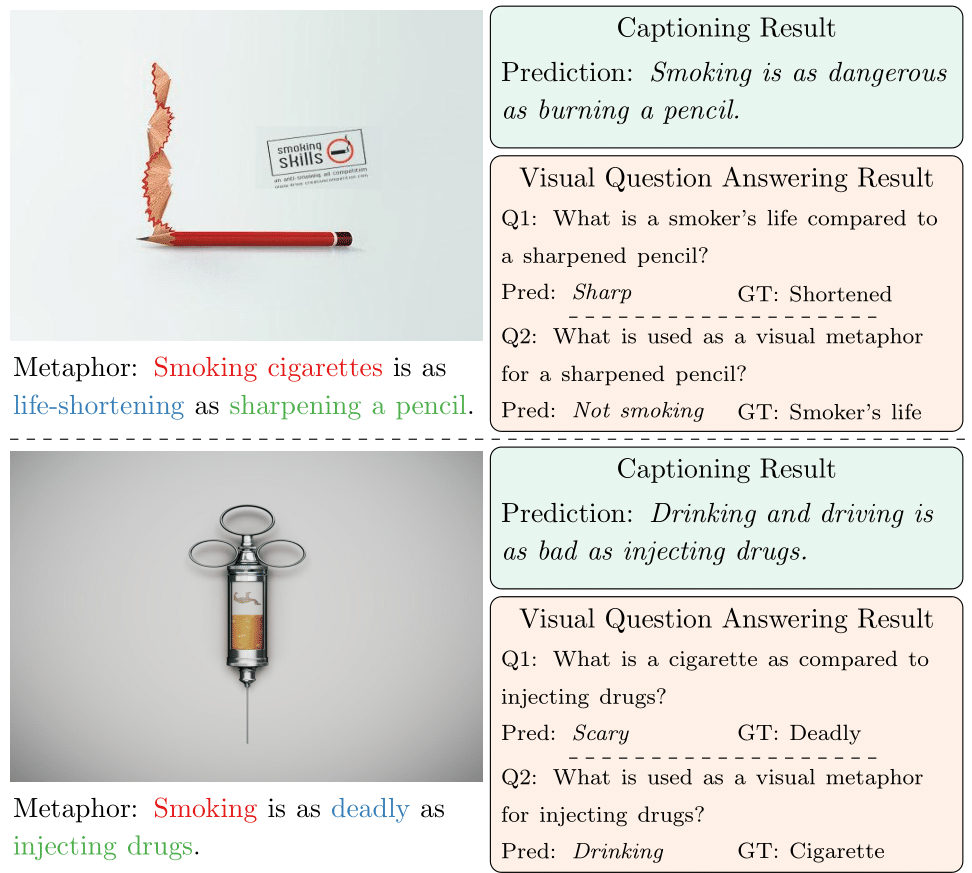 smoking
skills
an anti-smoking ad competition
Metaphor: Smoking cigarettes is as
life-shortening as sharpening a pencil.
Captioning Result
Prediction: Smoking is as dangerous
as burning a pencil.
Visual Question Answering Result
Q1: What is a smoker's life compared to
a sharpened pencil?
Pred: Sharp GT: Shortened
Q2: What is used as a visual metaphor
for a sharpened pencil?
Pred: Not smoking GT: Smoker's life
Metaphor: Smoking is as deadly as
injecting drugs.
Captioning Result
Prediction: Drinking and driving is
as bad as injecting drugs.
Visual Question Answering Result
Q1: What is a cigarette as compared to
injecting drugs?
Pred: Scary GT: Deadly
Q2: What is used as a visual metaphor
for injecting drugs?
Pred: Drinking GT: Cigarette